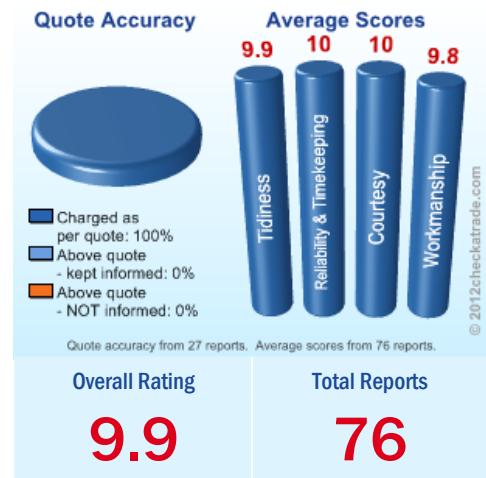 Quote Accuracy
Charged as
per quote: 100%
Above quote
- kept informed: 0%
Above quote
- NOT informed: 0%
Average Scores
9.9
10
10
9.8
Tidiness
Reliability & Timekeeping
Courtesy
Workmanship
© 2012checkatrade.com
Quote accuracy from 27 reports. Average scores from 76 reports.
Overall Rating
9.9
Total Reports
76